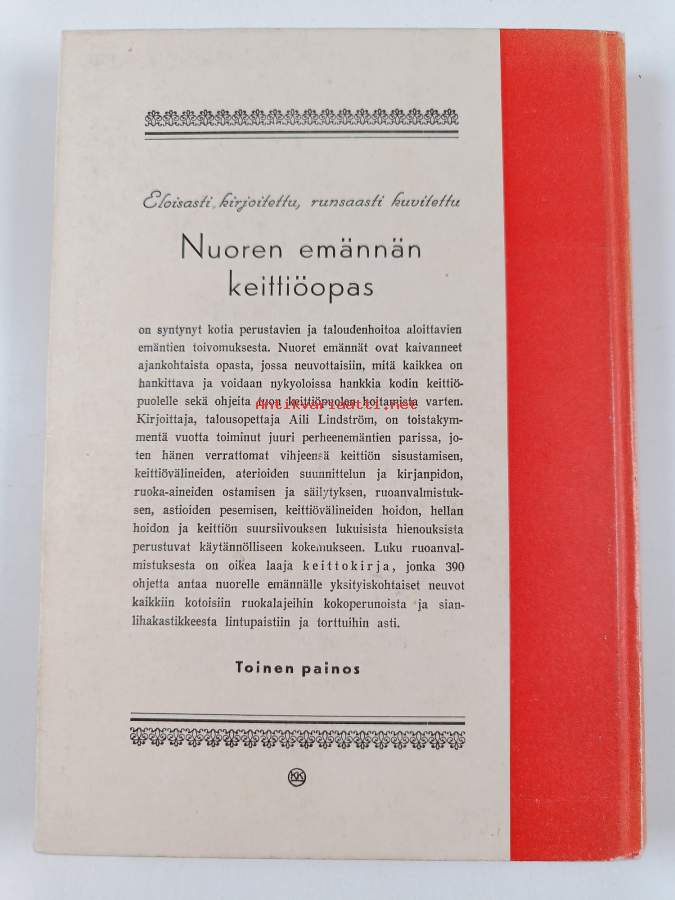 Eloisasti kirjoitettu, runsaasti kuvitettu
Nuoren emännän
keittiöopas
on syntynyt kotia perustavien ja taloudenhoitoa aloittavien
emäntien toivomuksesta. Nuoret emännät ovat kaivanneet
ajankohtaista opasta, jossa neuvottaisiin, mitä kaikkea on
hankittava ja voidaan nykyoloissa hankkia kodin keittiö-
puolelle sekä ohjeita tuon keittiöpuolen hoitamista varten.
Antikvariaatti.net
Kirjoittaja, talousopettaja Aili Lindström, on toistakym-
mentä vuotta toiminut juuri perheenemäntien parissa, jo-
ten hänen verrattomat vihjeensä keittiön sisustamisen,
keittiövälineiden, aterioiden suunnittelun ja kirjanpidon,
ruoka-aineiden ostamisen ja säilytyksen, ruoanvalmistuk-
sen, astioiden pesemisen, keittiövälineiden hoidon, hellan
hoidon ja keittiön suursiivouksen lukuisista hienouksista
perustuvat käytännölliseen kokemukseen. Luku ruoanval-
mistuksesta on oikea laaja keittokirja, jonka 390
ohjetta antaa nuorelle emännälle yksityiskohtaiset neuvot
kaikkiin kotoisiin ruokalajeihin kokoperunoista ja sian-
lihakastikkeesta lintupaistiin ja torttuihin asti.
Toinen painos
KK